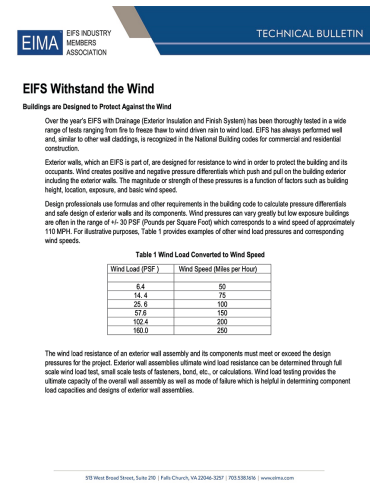 EIMA
EIFS INDUSTRY
MEMBERS
ASSOCIATION
TECHNICAL BULLETIN
EIFS Withstand the Wind
Buildings are Designed to Protect Against the Wind
Over the year's EIFS with Drainage (Exterior Insulation and Finish System) has been thoroughly tested in a wide
range of tests ranging from fire to freeze thaw to wind driven rain to wind load. EIFS has always performed well
and, similar to other wall claddings, is recognized in the National Building codes for commercial and residential
construction.
Exterior walls, which an EIFS is part of, are designed for resistance to wind in order to protect the building and its
occupants. Wind creates positive and negative pressure differentials which push and pull on the building exterior
including the exterior walls. The magnitude or strength of these pressures is a function of factors such as building
height, location, exposure, and basic wind speed.
Design professionals use formulas and other requirements in the building code to calculate pressure differentials
and safe design of exterior walls and its components. Wind pressures can vary greatly but low exposure buildings
are often in the range of +/- 30 PSF (Pounds per Square Foot) which corresponds to a wind speed of approximately
110 MPH. For illustrative purposes, Table 1 provides examples of other wind load pressures and corresponding
wind speeds.
Table 1 Wind Load Converted to Wind Speed
Wind Load (PSF ) Wind Speed (Miles per Hour)
6.4 50
14. 4 75
25. 6 100
57.6 150
102.4 200
160.0 250
The wind load resistance of an exterior wall assembly and its components must meet or exceed the design
pressures for the project. Exterior wall assemblies ultimate wind load resistance can be determined through full
scale wind load test, small scale tests of fasteners, bond, etc., or calculations. Wind load testing provides the
ultimate capacity of the overall wall assembly as well as mode of failure which is helpful in determining component
load capacities and designs of exterior wall assemblies.
513 West Broad Street, Suite 210 | Falls Church, VA 22046-3257 | 703.538.1616 | www.eima.com